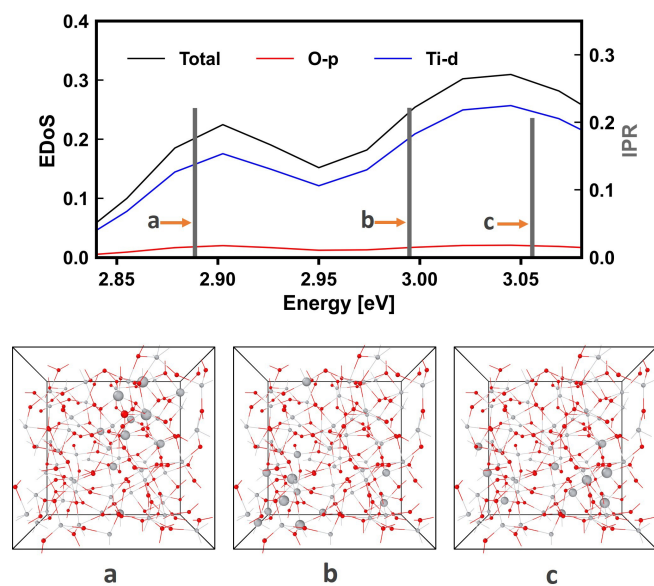 Total O-p Ti-d
0.4
0.3
0.2
0.1
0.0
EDoS
0.3
0.2
0.1
0.0
IPR
a
b
c
2.85 2.90 2.95 3.00 3.05
Energy [eV]
a b c